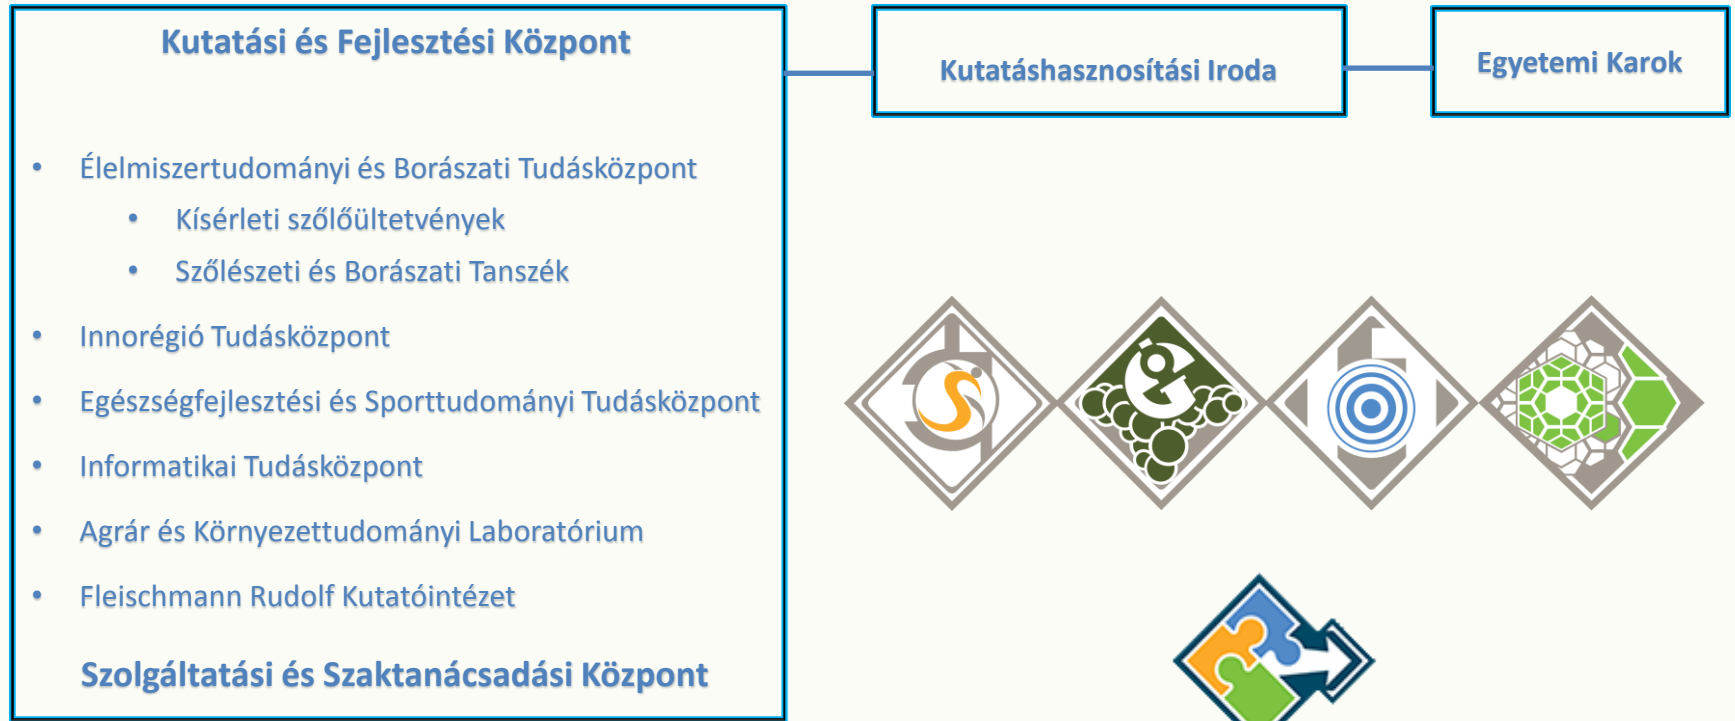 Kutatási és Fejlesztési Központ
Kutatáshasznosítási Iroda
Egyetemi Karok
• Élelmiszertudományi és Borászati Tudásközpont
• Kísérleti szőlőültetvények
• Szőlészeti és Borászati Tanszék
• Innorégió Tudásközpont
• Egészségfejlesztési és Sporttudományi Tudásközpont
• Informatikai Tudásközpont
• Agrár és Környezettudományi Laboratórium
• Fleischmann Rudolf Kutatóintézet
Szolgáltatási és Szaktanácsadási Központ